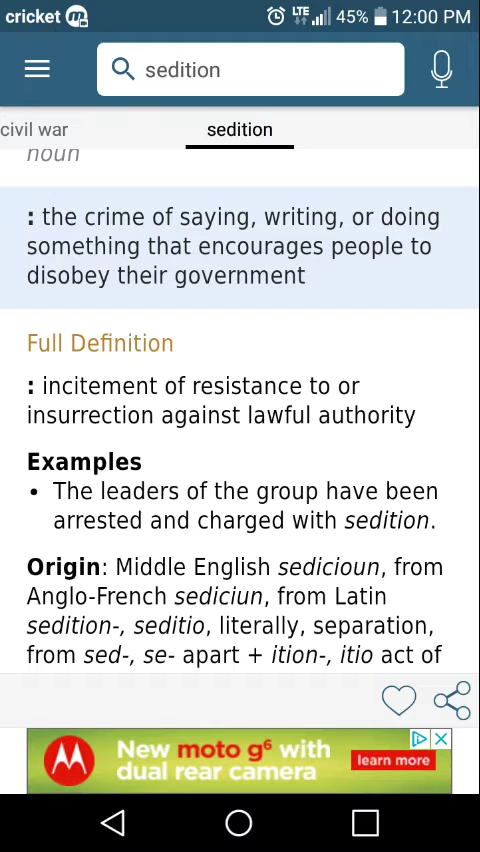 cricket LTE 45% 12:00 PM
sedition
civil war sedition
noun
: the crime of saying, writing, or doing
something that encourages people to
disobey their government
Full Definition
: incitement of resistance to or
insurrection against lawful authority
Examples
• The leaders of the group have been
arrested and charged with sedition.
Origin: Middle English sedicioun, from
Anglo-French sediciun, from Latin
sedition-, seditio, literally, separation,
from sed-, se- apart + ition-, itio act of
New moto g⁶ with
dual rear camera
learn more